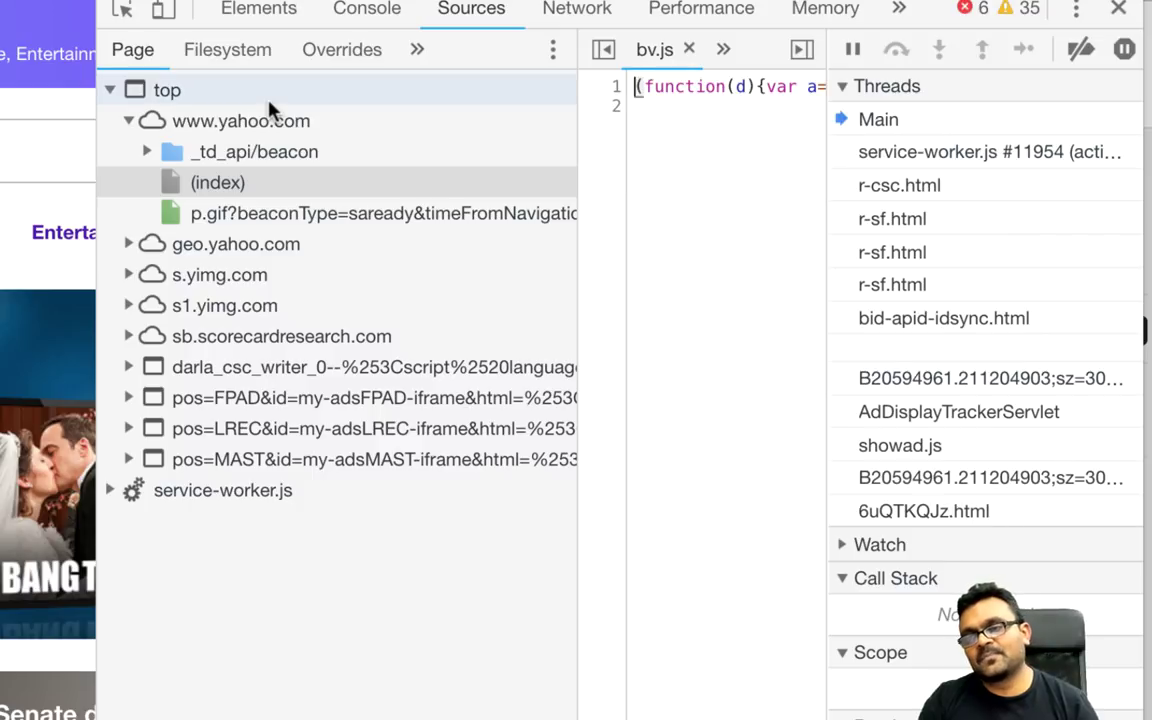 Elements Console Sources Network Performance Memory » 6 35
e, Entertainn
Page Filesystem Overrides »
bv.js »
top
www.yahoo.com
_td_api/beacon
(index)
p.gif?beaconType=saready&timeFromNavigatio
geo.yahoo.com
s.yimg.com
s1.yimg.com
sb.scorecardresearch.com
darla_csc_writer_0--%253Cscript%2520language
pos=FPAD&id=my-adsFPAD-iframe&html=%253C
pos=LREC&id=my-adsLREC-iframe&html=%253
pos=MAST&id=my-adsMAST-iframe&html=%253
service-worker.js
1 (function(d){var a=
2
Threads
Main
service-worker.js #11954 (acti…
r-csc.html
r-sf.html
r-sf.html
r-sf.html
bid-apid-idsync.html
B20594961.211204903;sz=30…
AdDisplayTrackerServlet
showad.js
B20594961.211204903;sz=30…
6uQTKQJz.html
Watch
Call Stack
No
Scope
Enterta
BANG T
Senate d